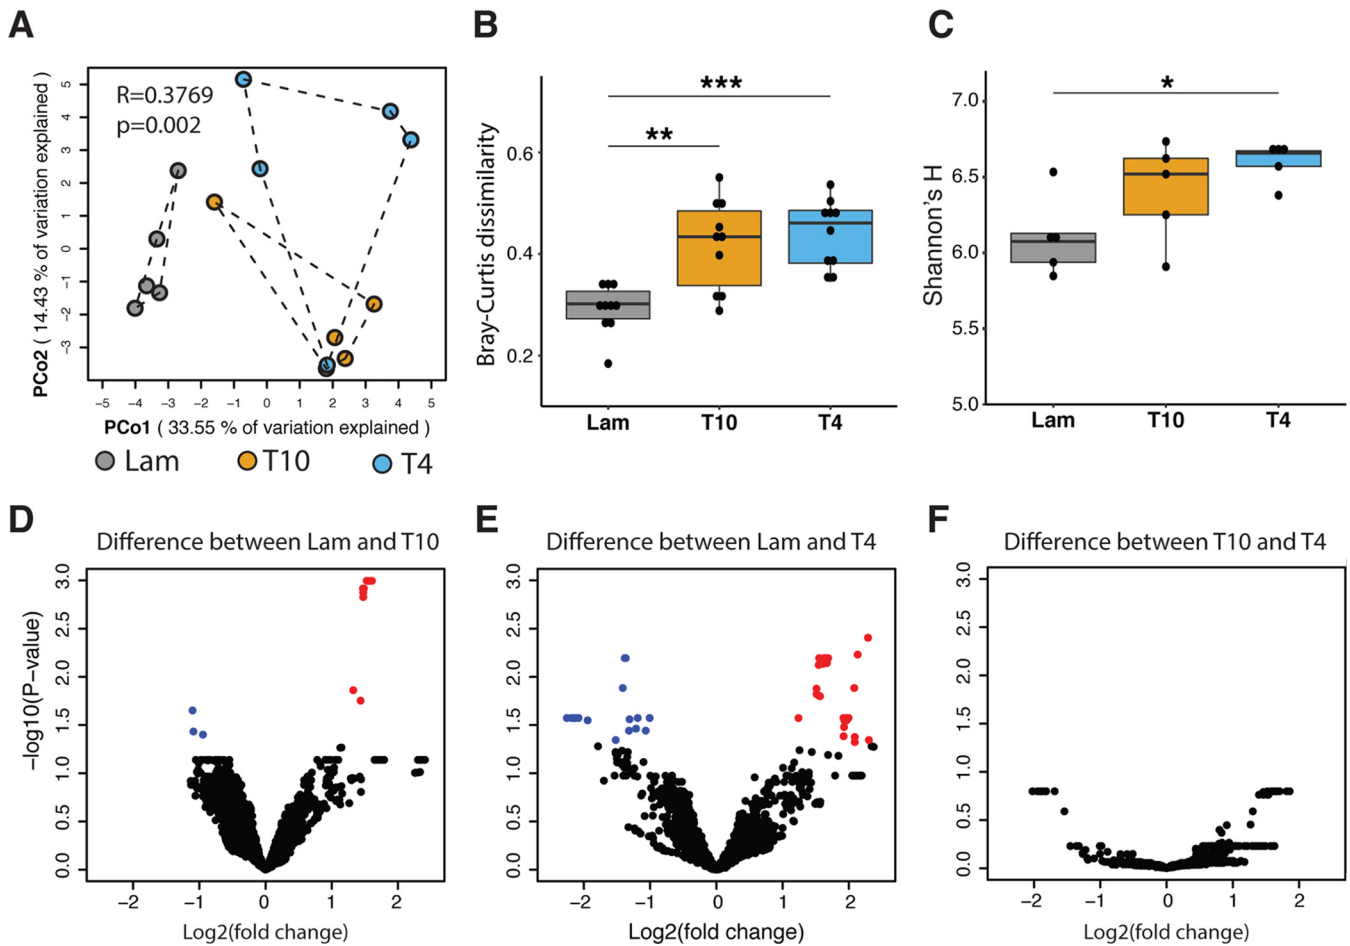 A
R=0.3769
p=0.002
5
4
3
2
1
0
−1
−2
−3
PCo2 ( 14.43 % of variation explained )
−5 −4 −3 −2 −1 0 1 2 3 4 5
PCo1 ( 33.55 % of variation explained )
Lam T10 T4
B
***
**
0.6
0.4
0.2
Bray-Curtis dissimilarity
Lam T10 T4
C
*
7.0
6.5
6.0
5.5
5.0
Shannon's H
Lam T10 T4
D
Difference between Lam and T10
3.0
2.5
2.0
1.5
1.0
0.5
0.0
−log10(P−value)
−2 −1 0 1 2
Log2(fold change)
E
Difference between Lam and T4
3.0
2.5
2.0
1.5
1.0
0.5
0.0
−2 −1 0 1 2
Log2(fold change)
F
Difference between T10 and T4
3.0
2.5
2.0
1.5
1.0
0.5
0.0
−2 −1 0 1 2
Log2(fold change)